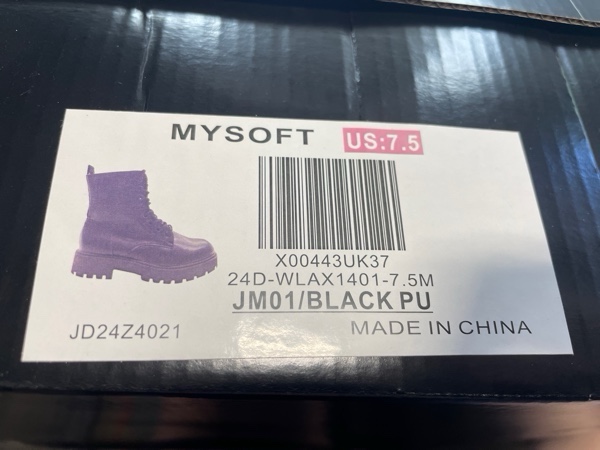 MYSOFT US:7.5
X00443UK37
24D-WLAX1401-7.5M
JM01/BLACK PU
JD24Z4021 MADE IN CHINA